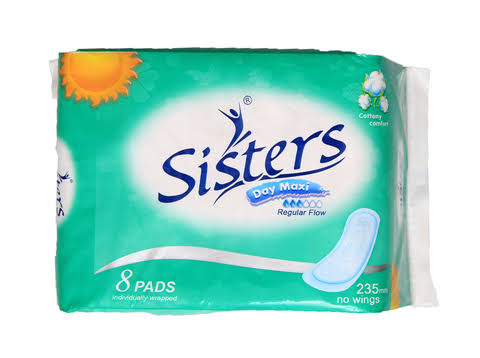 ®
Sisters
Day Maxi
Regular Flow
Cottony
comfort
8 PADS
individually wrapped
235mm
no wings